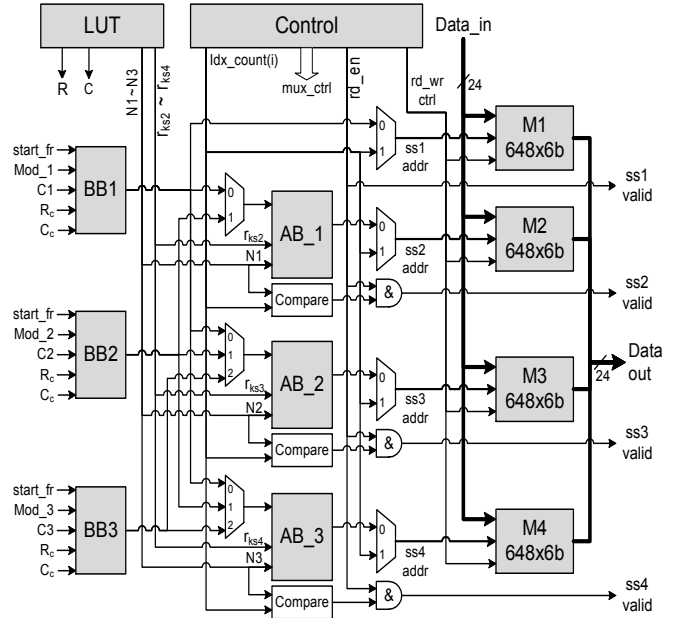 LUT
Control
Data_in
R
C
N1~N3
r_ks2 ~ r_ks4
Idx_count(i)
mux_ctrl
rd_en
rd_wr
ctrl
24
0
1
ss1
addr
M1
648x6b
ss1
valid
start_fr
Mod_1
C1
R_c
C_c
BB1
0
1
AB_1
r_ks2
N1
Compare
&
0
1
ss2
addr
M2
648x6b
ss2
valid
start_fr
Mod_2
C2
R_c
C_c
BB2
0
1
2
AB_2
r_ks3
N2
Compare
&
0
1
ss3
addr
M3
648x6b
Data
out
24
ss3
valid
start_fr
Mod_3
C3
R_c
C_c
BB3
0
1
2
AB_3
r_ks4
N3
Compare
&
0
1
ss4
addr
M4
648x6b
ss4
valid